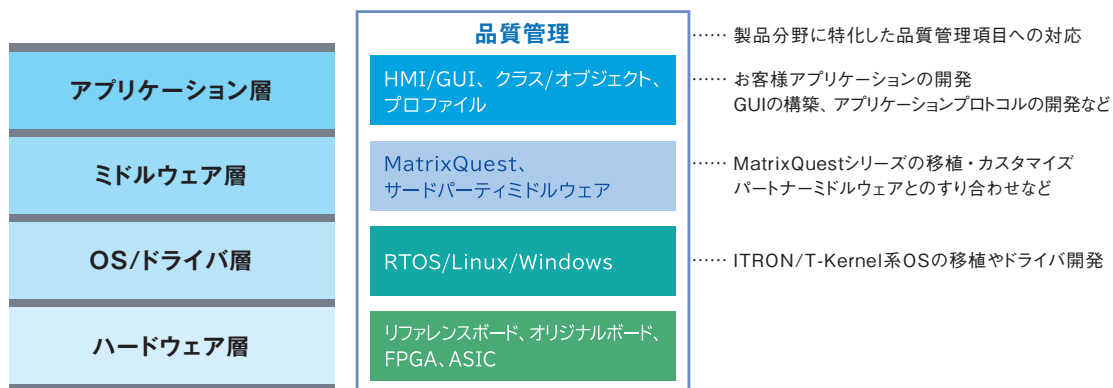 品質管理
…… 製品分野に特化した品質管理項目への対応
アプリケーション層
HMI/GUI、クラス/オブジェクト、
プロファイル
…… お客様アプリケーションの開発
GUIの構築、アプリケーションプロトコルの開発など
ミドルウェア層
MatrixQuest、
サードパーティミドルウェア
…… MatrixQuestシリーズの移植・カスタマイズ
パートナーミドルウェアとのすり合わせなど
OS/ドライバ層
RTOS/Linux/Windows
…… ITRON/T-Kernel系OSの移植やドライバ開発
ハードウェア層
リファレンスボード、オリジナルボード、
FPGA、ASIC